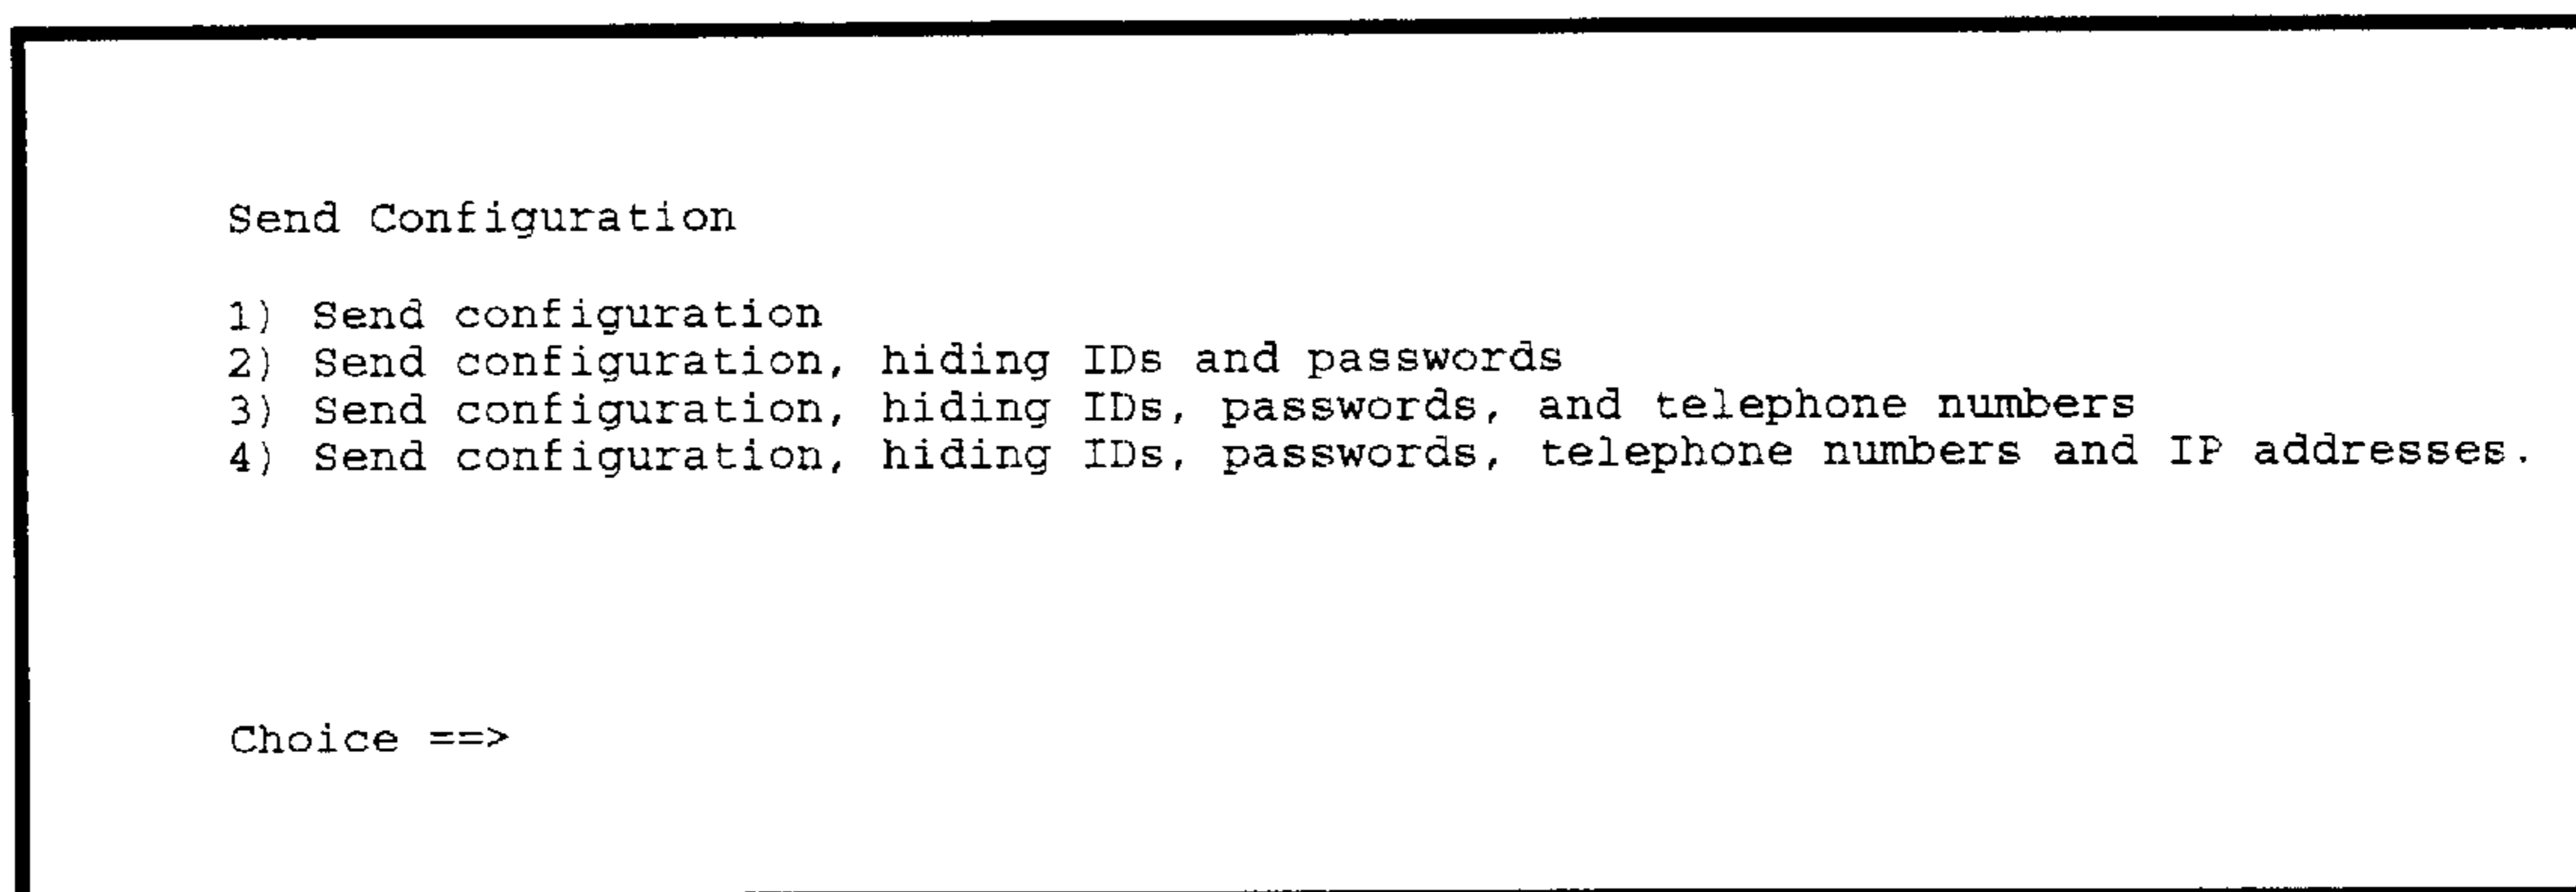 Send Configuration
1) Send configuration
2) Send configuration, hiding IDs and passwords
3) Send configuration, hiding IDs, passwords, and telephone numbers
4) Send configuration, hiding IDs, passwords, telephone numbers and IP addresses.
Choice ==>